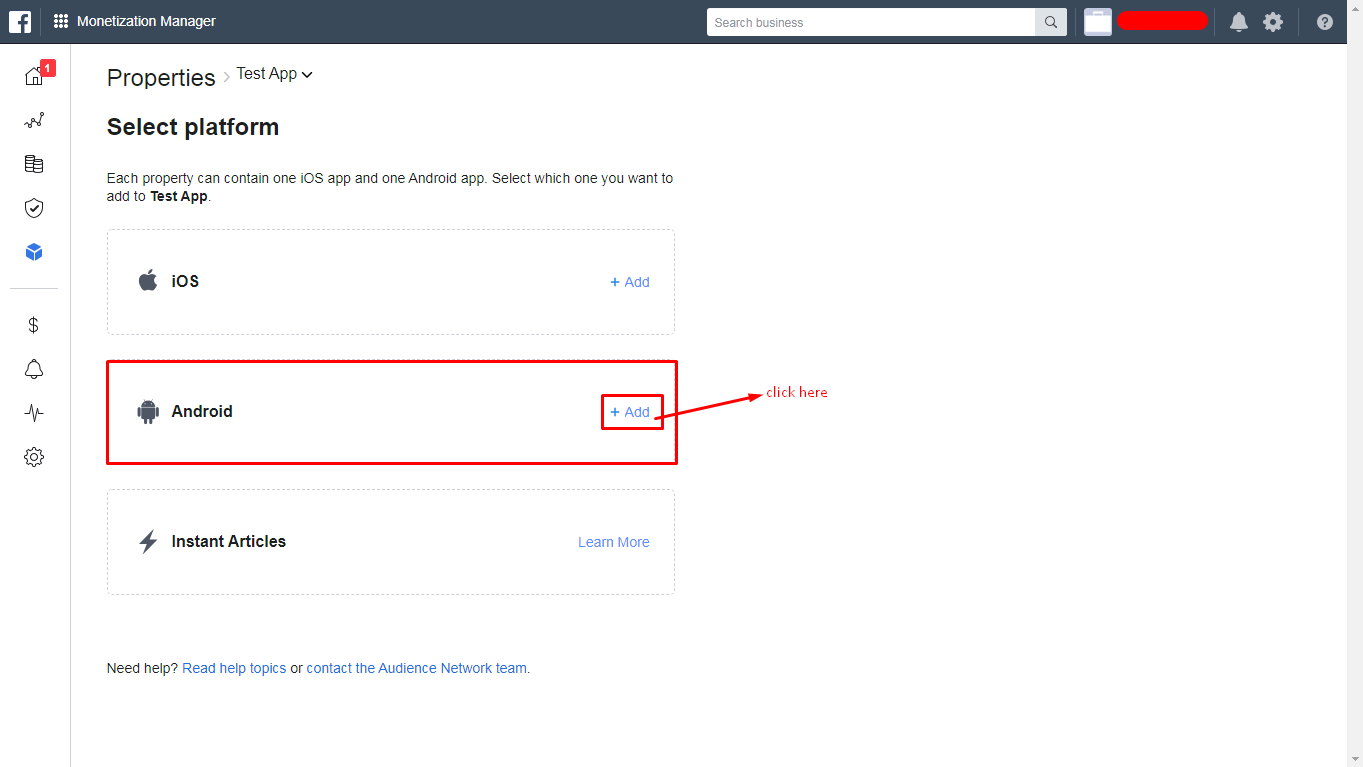 Monetization Manager
Search business
1
Properties > Test App
Select platform
Each property can contain one iOS app and one Android app. Select which one you want to
add to Test App.
iOS
+ Add
Android
+ Add
click here
Instant Articles
Learn More
Need help? Read help topics or contact the Audience Network team.